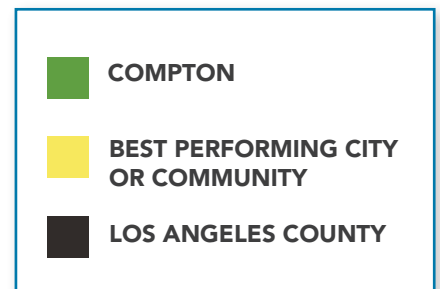 COMPTON
BEST PERFORMING CITY
OR COMMUNITY
LOS ANGELES COUNTY